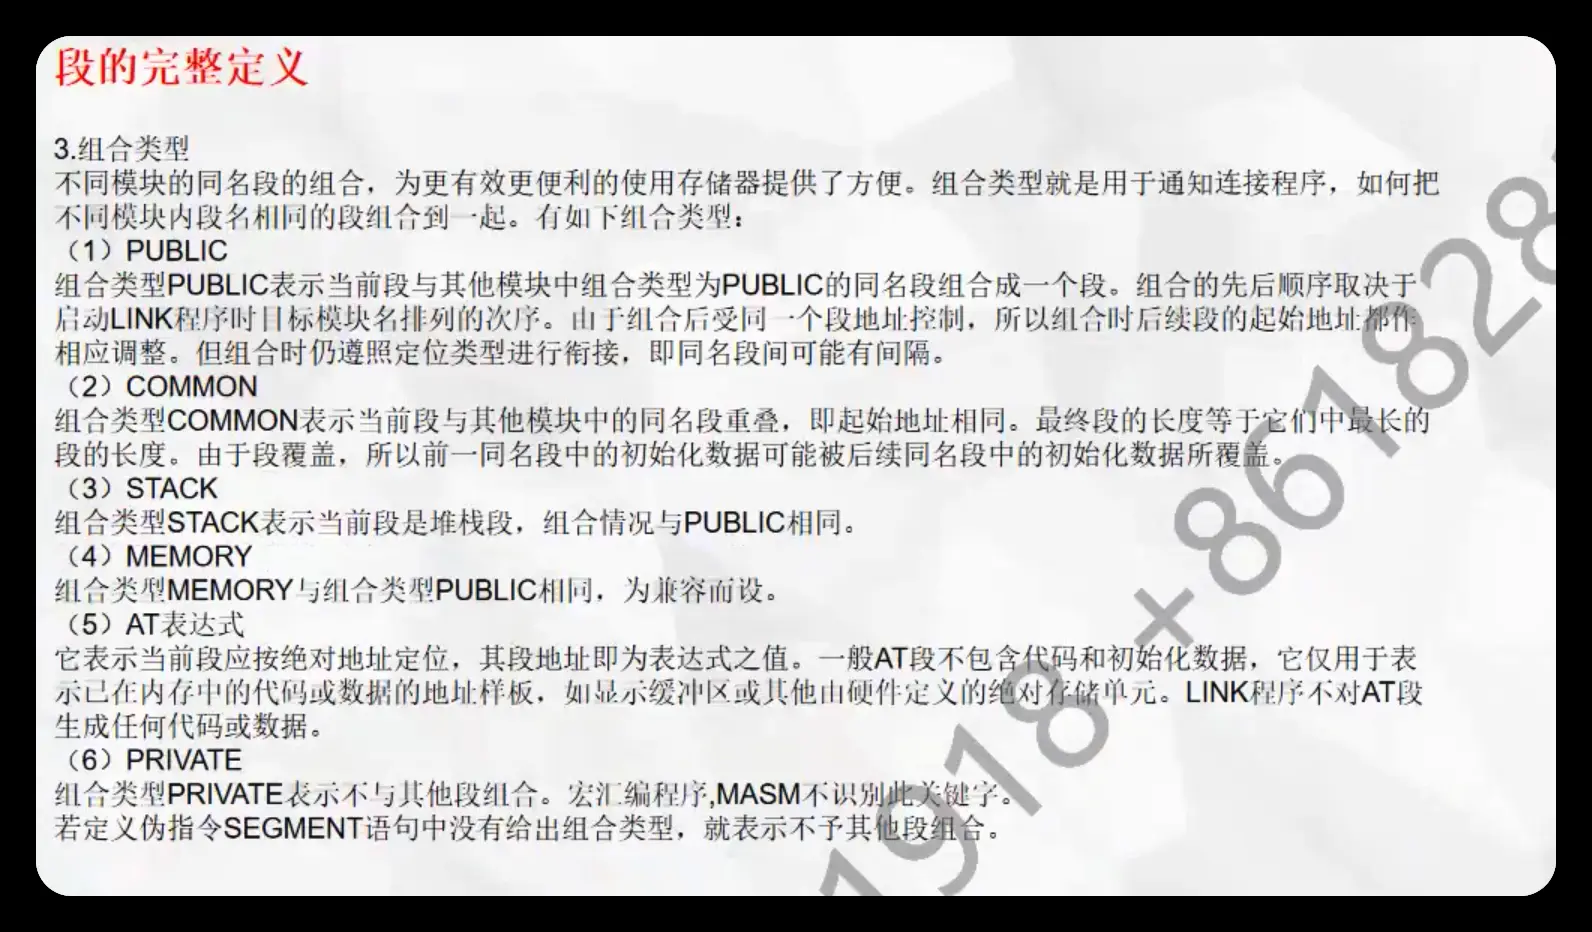 段的完整定义
3.组合类型
不同模块的同名段的组合，为更有效更便利的使用存储器提供了方便。组合类型就是用于通知连接程序，如何把
不同模块内段名相同的段组合到一起。有如下组合类型：
（1）PUBLIC
组合类型PUBLIC表示当前段与其他模块中组合类型为PUBLIC的同名段组合成一个段。组合的先后顺序取决于
启动LINK程序时目标模块名排列的次序。由于组合后受同一个段地址控制，所以组合时后续段的起始地址都作
相应调整。但组合时仍遵照定位类型进行衔接，即同名段间可能有间隔。
（2）COMMON
组合类型COMMON表示当前段与其他模块中的同名段重叠，即起始地址相同。最终段的长度等于它们中最长的
段的长度。由于段覆盖，所以前一同名段中的初始化数据可能被后续同名段中的初始化数据所覆盖。
（3）STACK
组合类型STACK表示当前段是堆栈段，组合情况与PUBLIC相同。
（4）MEMORY
组合类型MEMORY与组合类型PUBLIC相同，为兼容而设。
（5）AT表达式
它表示当前段应按绝对地址定位，其段地址即为表达式之值。一般AT段不包含代码和初始化数据，它仅用于表
示已在内存中的代码或数据的地址样板，如显示缓冲区或其他由硬件定义的绝对存储单元。LINK程序不对AT段
生成任何代码或数据。
（6）PRIVATE
组合类型PRIVATE表示不与其他段组合。宏汇编程序,MASM不识别此关键字。
若定义伪指令SEGMENT语句中没有给出组合类型，就表示不予其他段组合。
1918 +8618282